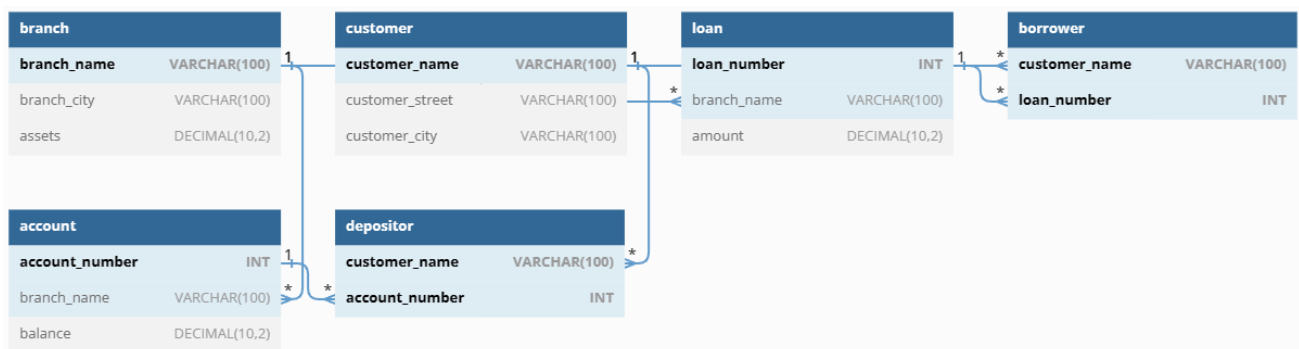 branch
branch_name VARCHAR(100)
branch_city VARCHAR(100)
assets DECIMAL(10,2)
1
customer
customer_name VARCHAR(100)
customer_street VARCHAR(100)
customer_city VARCHAR(100)
1
*
loan
loan_number INT
branch_name VARCHAR(100)
amount DECIMAL(10,2)
1
*
*
borrower
customer_name VARCHAR(100)
loan_number INT
account
account_number INT
branch_name VARCHAR(100)
balance DECIMAL(10,2)
1
*
*
depositor
customer_name VARCHAR(100)
account_number INT
*